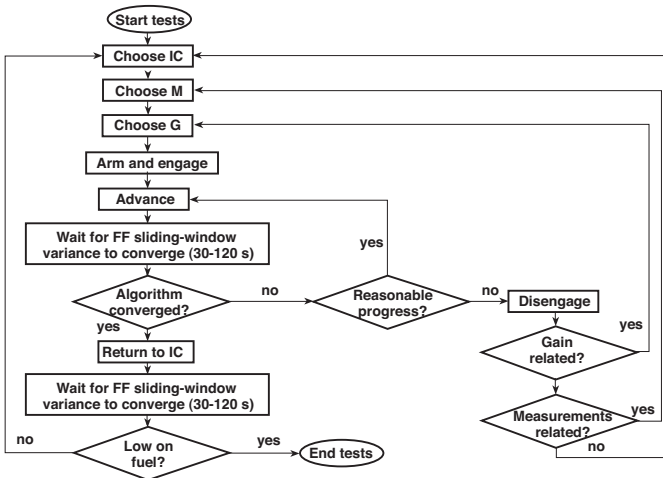 Start tests
Choose IC
Choose M
Choose G
Arm and engage
Advance
Wait for FF sliding-window
variance to converge (30-120 s)
yes
Algorithm
converged?
no
Reasonable
progress?
no
Disengage
yes
Return to IC
Gain
related?
yes
Wait for FF sliding-window
variance to converge (30-120 s)
Measurements
related?
yes
no
no
Low on
fuel?
yes
End tests